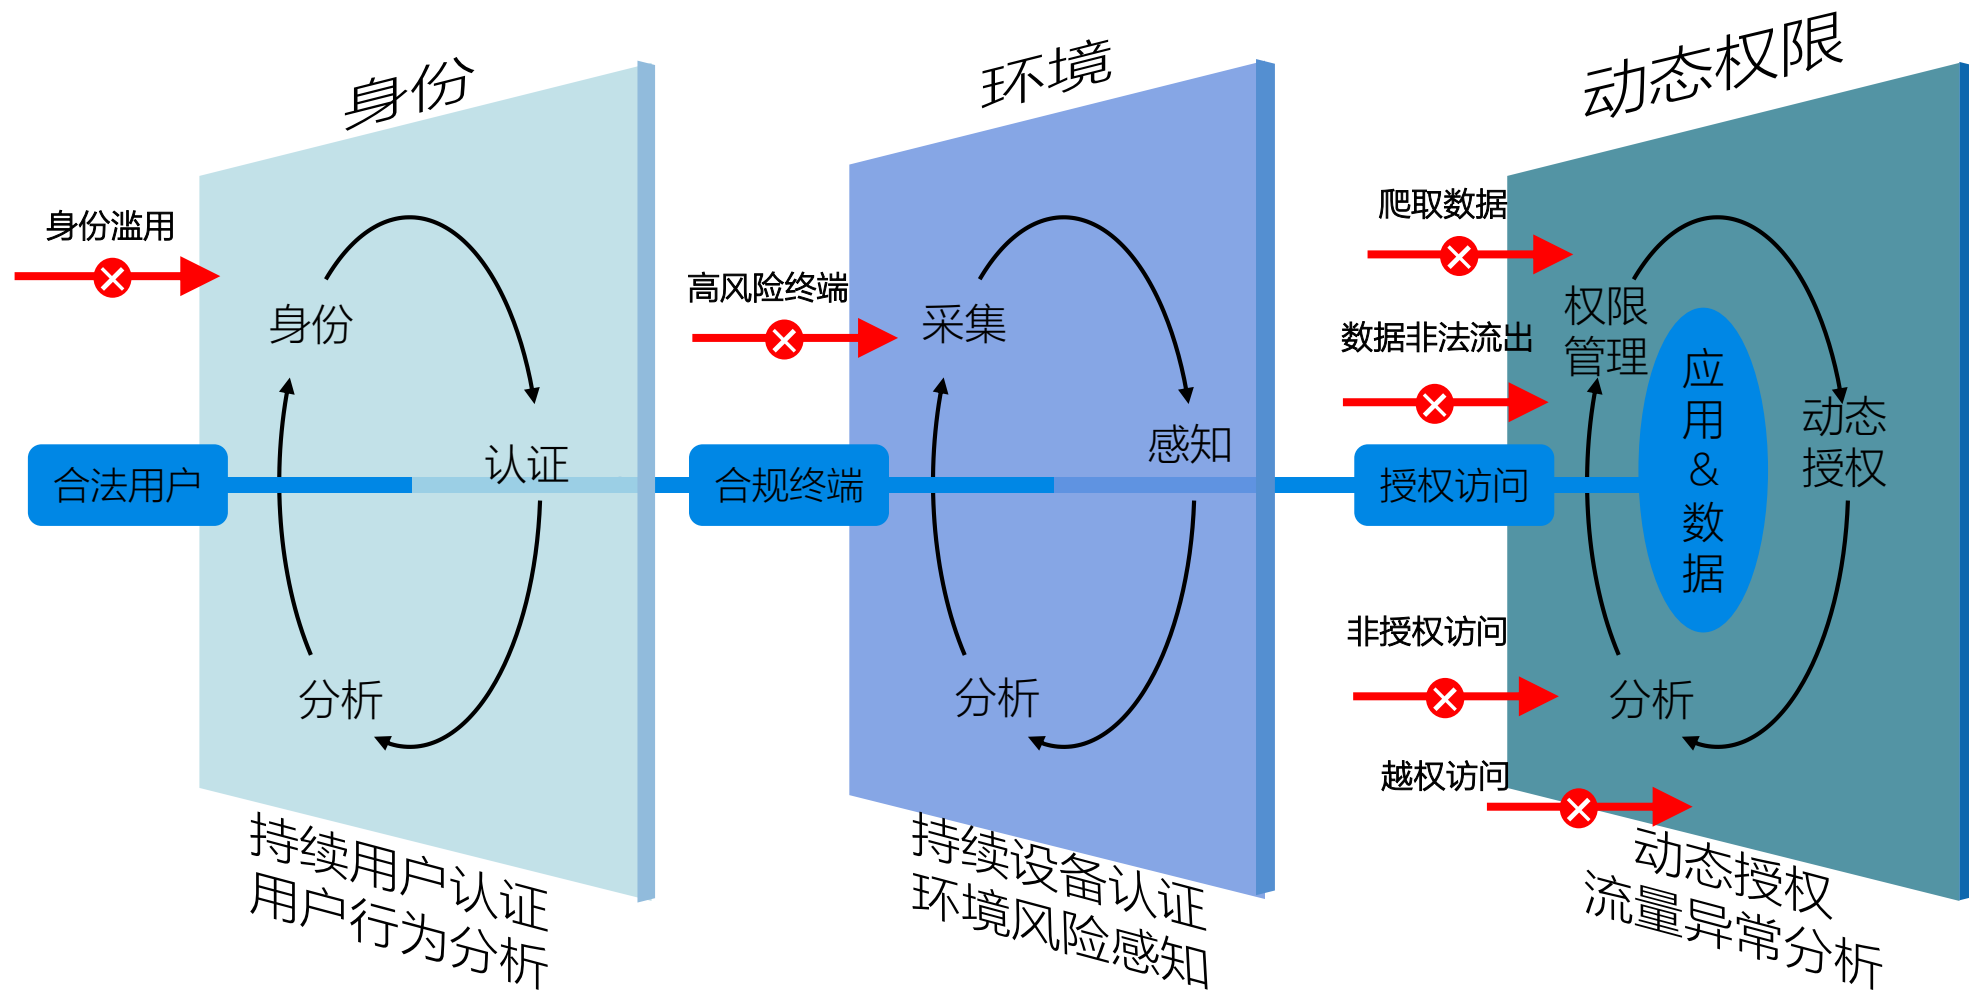 身份
环境
动态权限
身份滥用
身份
认证
分析
合法用户
持续用户认证
用户行为分析
高风险终端
采集
感知
分析
合规终端
持续设备认证
环境风险感知
爬取数据
数据非法流出
权限
管理
动态
授权
分析
应
用
&
数
据
授权访问
非授权访问
越权访问
动态授权
流量异常分析